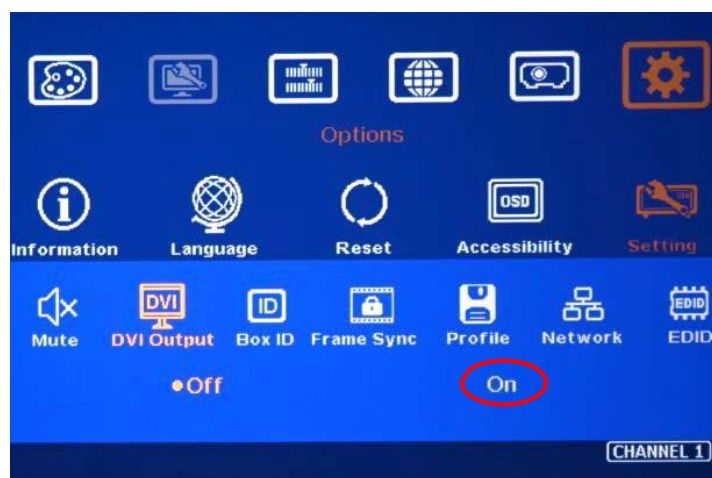 Options
OSD
Information Language Reset Accessibility Setting
DVI ID EDID
Mute DVI Output Box ID Frame Sync Profile Network EDID
Off On
CHANNEL 1